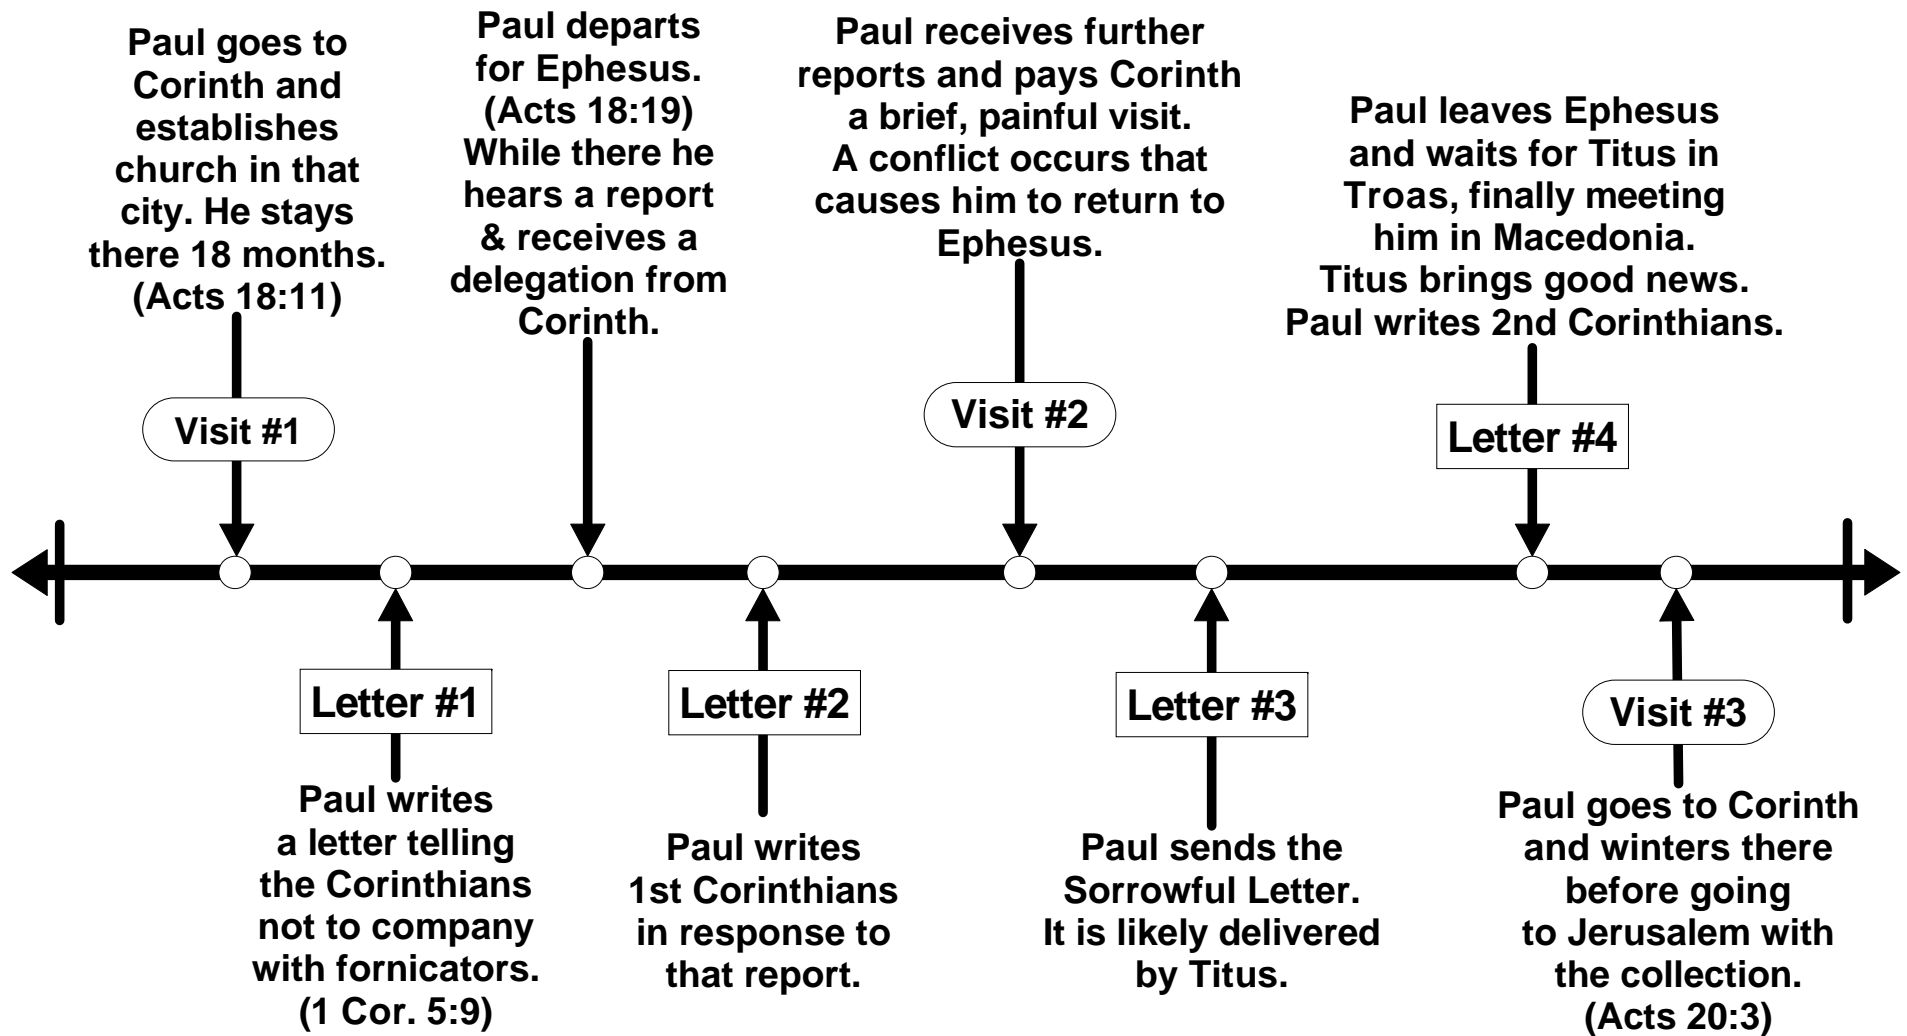 Paul goes to
Corinth and
establishes
church in that
city. He stays
there 18 months.
(Acts 18:11)
Visit #1
Paul departs
for Ephesus.
(Acts 18:19)
While there he
hears a report
& receives a
delegation from
Corinth.
Paul receives further
reports and pays Corinth
a brief, painful visit.
A conflict occurs that
causes him to return to
Ephesus.
Visit #2
Paul leaves Ephesus
and waits for Titus in
Troas, finally meeting
him in Macedonia.
Titus brings good news.
Paul writes 2nd Corinthians.
Letter #4
Letter #1
Paul writes
a letter telling
the Corinthians
not to company
with fornicators.
(1 Cor. 5:9)
Letter #2
Paul writes
1st Corinthians
in response to
that report.
Letter #3
Paul sends the
Sorrowful Letter.
It is likely delivered
by Titus.
Visit #3
Paul goes to Corinth
and winters there
before going
to Jerusalem with
the collection.
(Acts 20:3)